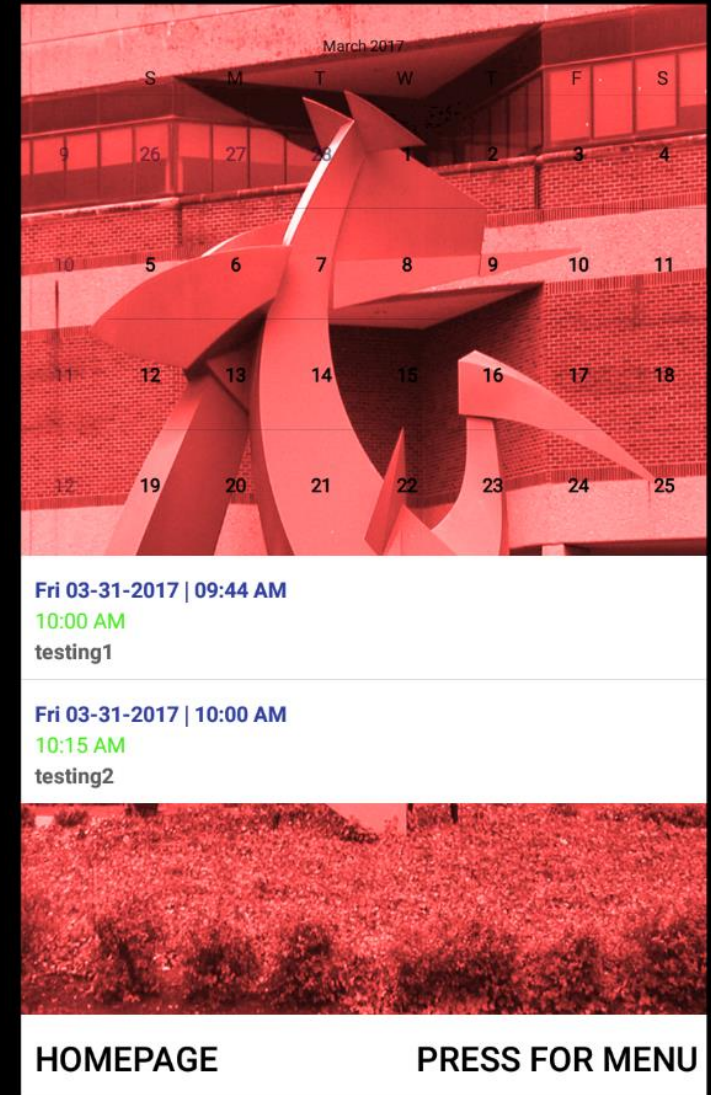 March 2017
S M T W T F S
9 26 27 28 1 2 3 4
10 5 6 7 8 9 10 11
11 12 13 14 15 16 17 18
12 19 20 21 22 23 24 25
Fri 03-31-2017 | 09:44 AM
10:00 AM
testing1
Fri 03-31-2017 | 10:00 AM
10:15 AM
testing2
HOMEPAGE PRESS FOR MENU